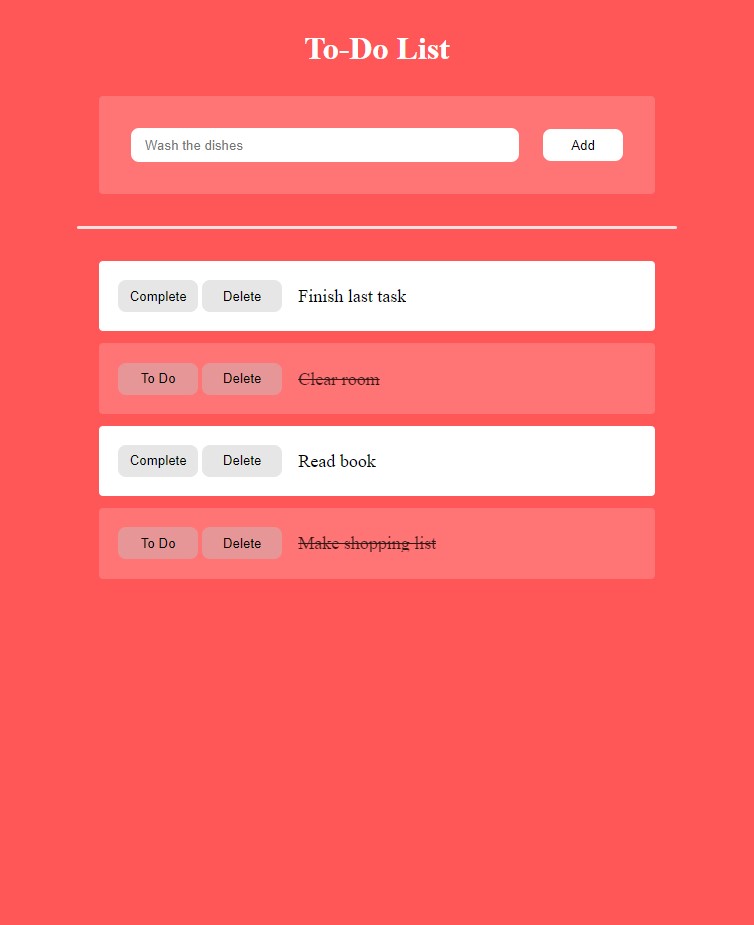 To-Do List
Wash the dishes Add
Complete Delete Finish last task
To Do Delete Clear room
Complete Delete Read book
To Do Delete Make shopping list